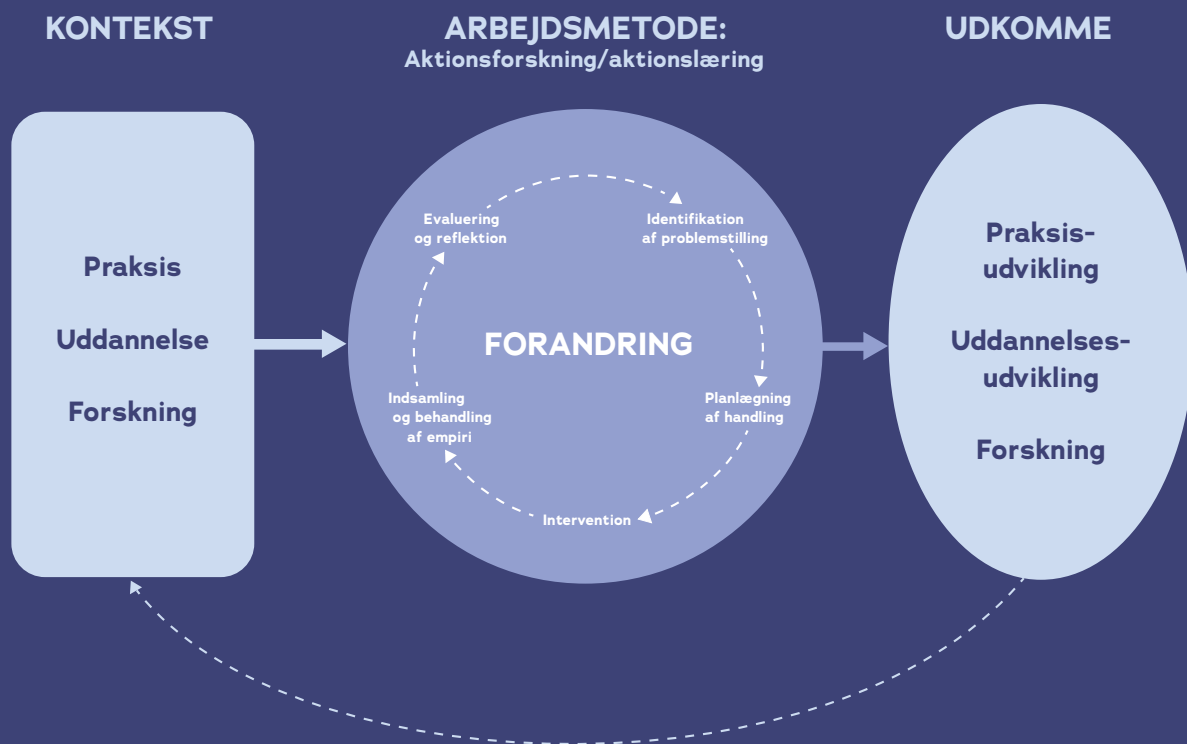 KONTEKST
ARBEJDSMETODE:
Aktionsforskning/aktionslæring
UDKOMME
Praksis
Uddannelse
Forskning
Evaluering
og reflektion
Identifikation
af problemstilling
FORANDRING
Indsamling
og behandling
af empiri
Planlægning
af handling
Intervention
Praksis-
udvikling
Uddannelses-
udvikling
Forskning